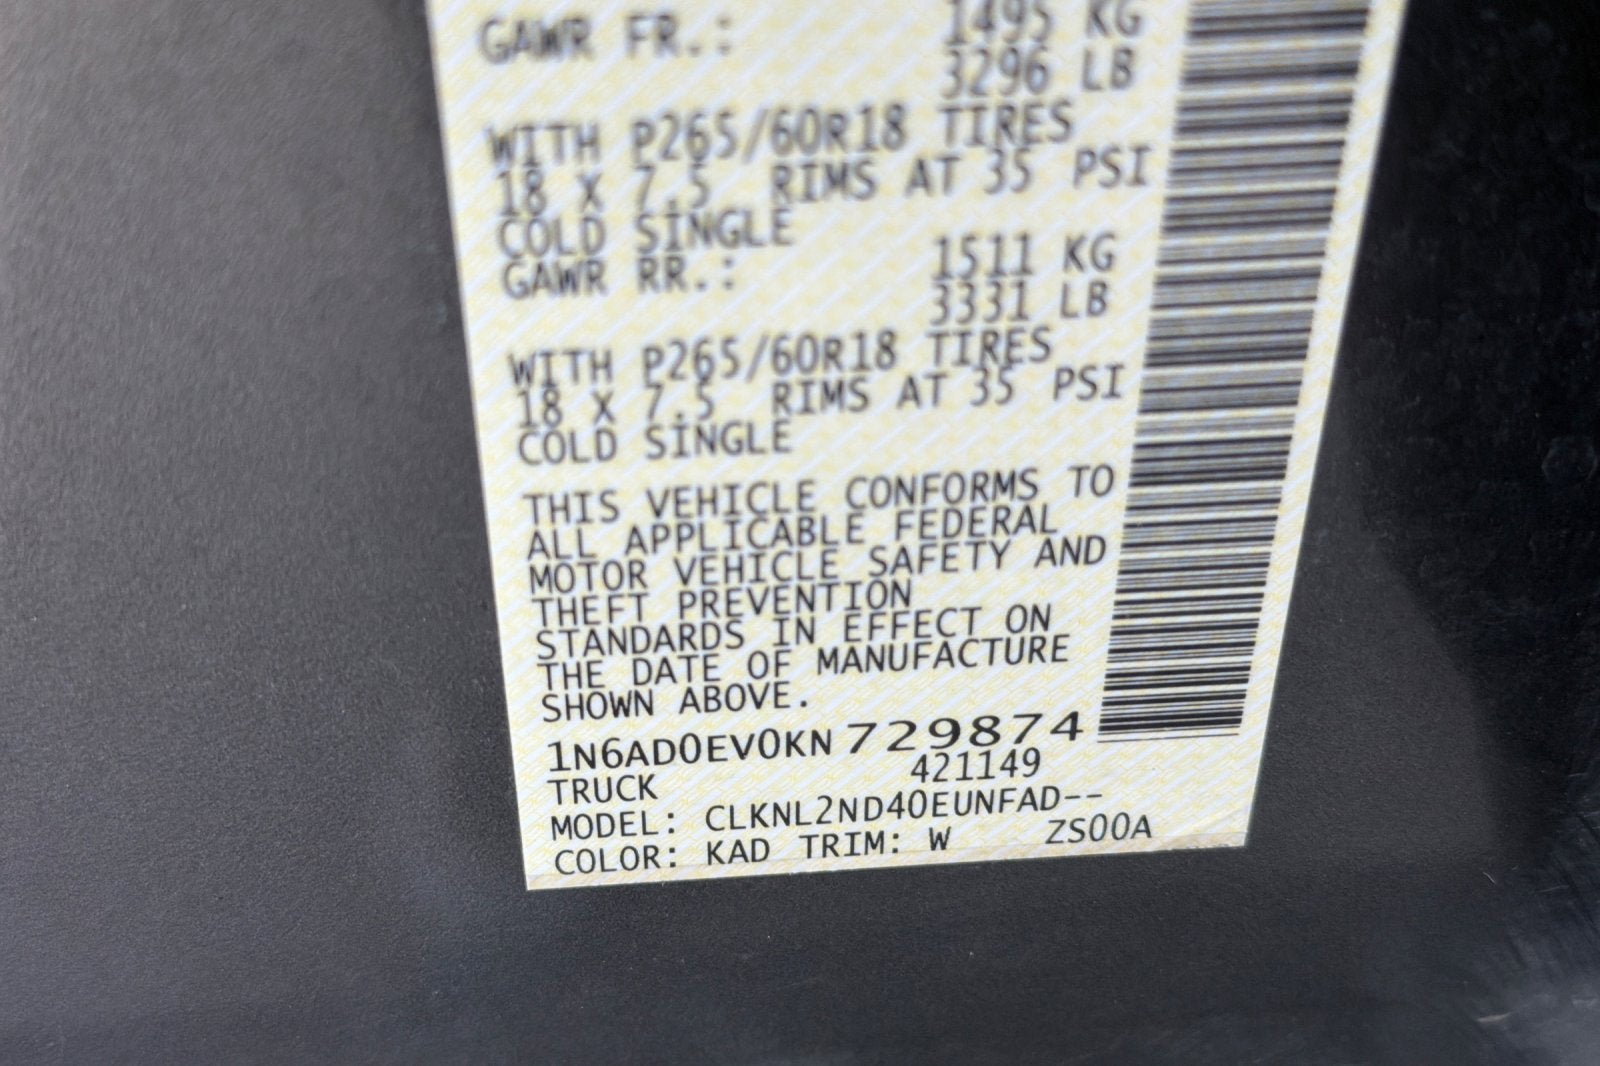 GAWR FR.: 1495 KG
3296 LB
WITH P265/60R18 TIRES
18 X 7.5 RIMS AT 35 PSI
COLD SINGLE
GAWR RR.: 1511 KG
3331 LB
WITH P265/60R18 TIRES
18 X 7.5 RIMS AT 35 PSI
COLD SINGLE
THIS VEHICLE CONFORMS TO
ALL APPLICABLE FEDERAL
MOTOR VEHICLE SAFETY AND
THEFT PREVENTION
STANDARDS IN EFFECT ON
THE DATE OF MANUFACTURE
SHOWN ABOVE.
1N6AD0EV0KN729874
TRUCK 421149
MODEL: CLKNL2ND40EUNFAD--
COLOR: KAD TRIM: W ZS00A